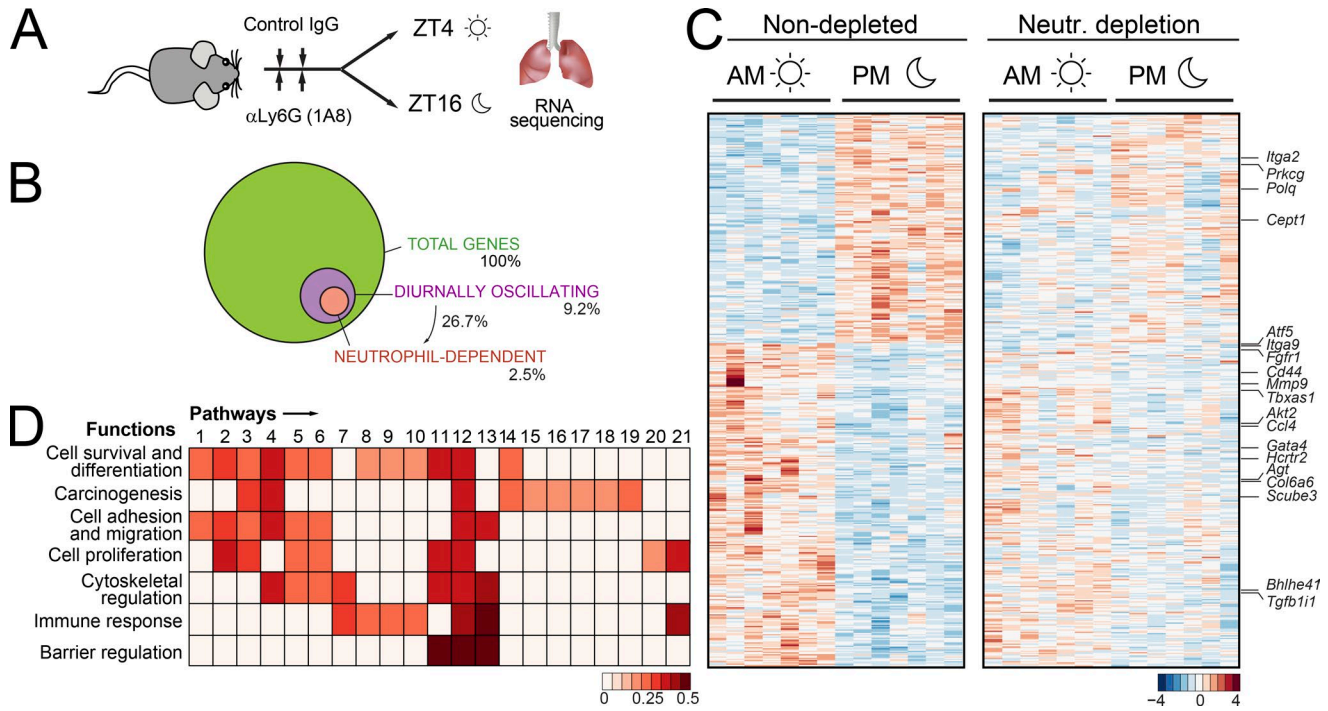 A
Control IgG
αLy6G (1A8)
ZT4
ZT16
RNA
sequencing
B
TOTAL GENES
100%
DIURNALLY OSCILLATING
9.2%
26.7%
NEUTROPHIL-DEPENDENT
2.5%
C
Non-depleted
Neutr. depletion
AM
PM
AM
PM
Itga2
Prkcg
Polq
Cept1
Atf5
Itga9
Fgfr1
Cd44
Mmp9
Tbxas1
Akt2
Ccl4
Gata4
Hcrtr2
Agt
Col6a6
Scube3
Bhlhe41
Tgfb1i1
−4 0 4
D
Pathways
Functions
1 2 3 4 5 6 7 8 9 10 11 12 13 14 15 16 17 18 19 20 21
Cell survival and
differentiation
Carcinogenesis
Cell adhesion
and migration
Cell proliferation
Cytoskeletal
regulation
Immune response
Barrier regulation
0 0.25 0.5